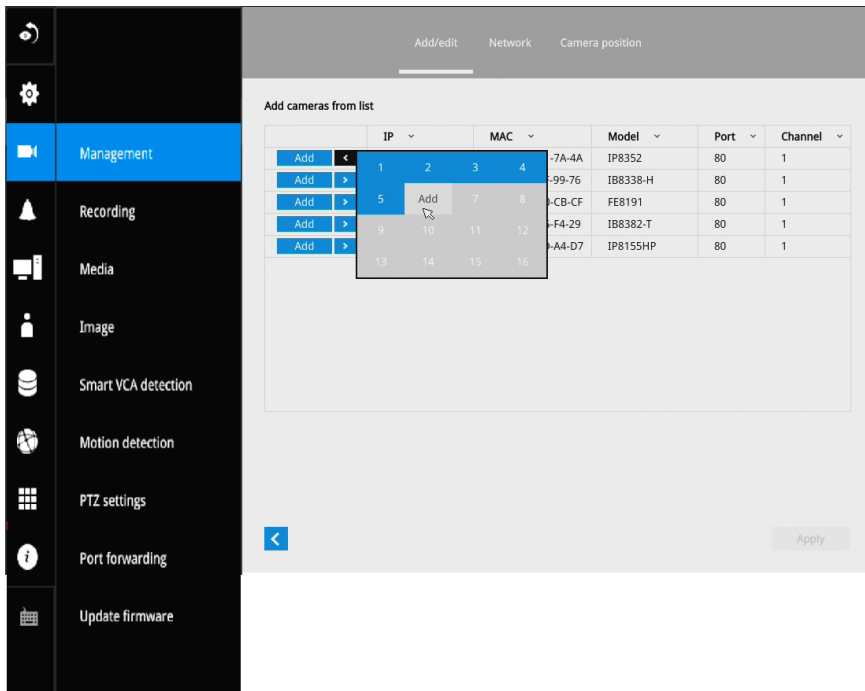 Add/edit Network Camera position
Add cameras from list
IP MAC Model Port Channel
Add -7A-4A IP8352 80 1
Add -99-76 IB8338-H 80 1
Add -CB-CF FE8191 80 1
Add -F4-29 IB8382-T 80 1
Add -A4-D7 IP8155HP 80 1
1 2 3 4
5 Add 7 8
9 10 11 12
13 14 15 16
Management
Recording
Media
Image
Smart VCA detection
Motion detection
PTZ settings
Port forwarding
Update firmware
Apply